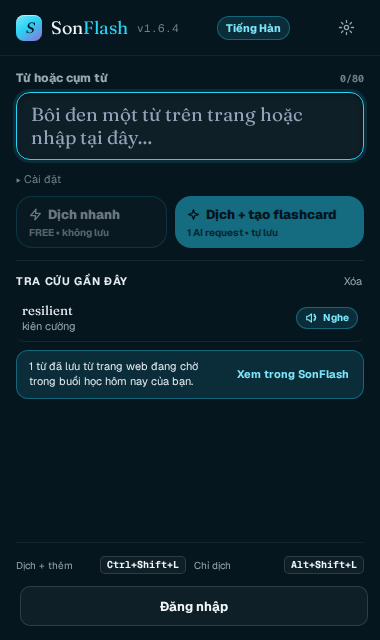 S SonFlash v1.6.4 Tiếng Hàn
Từ hoặc cụm từ 0/80
Bôi đen một từ trên trang hoặc
nhập tại đây...
▸ Cài đặt
Dịch nhanh
FREE • không lưu
Dịch + tạo flashcard
1 AI request • tự lưu
TRA CỨU GẦN ĐÂY Xóa
resilient
kiên cường
Nghe
1 từ đã lưu từ trang web đang chờ
trong buổi học hôm nay của bạn.
Xem trong SonFlash
Dịch + thêm Ctrl+Shift+L Chỉ dịch Alt+Shift+L
Đăng nhập